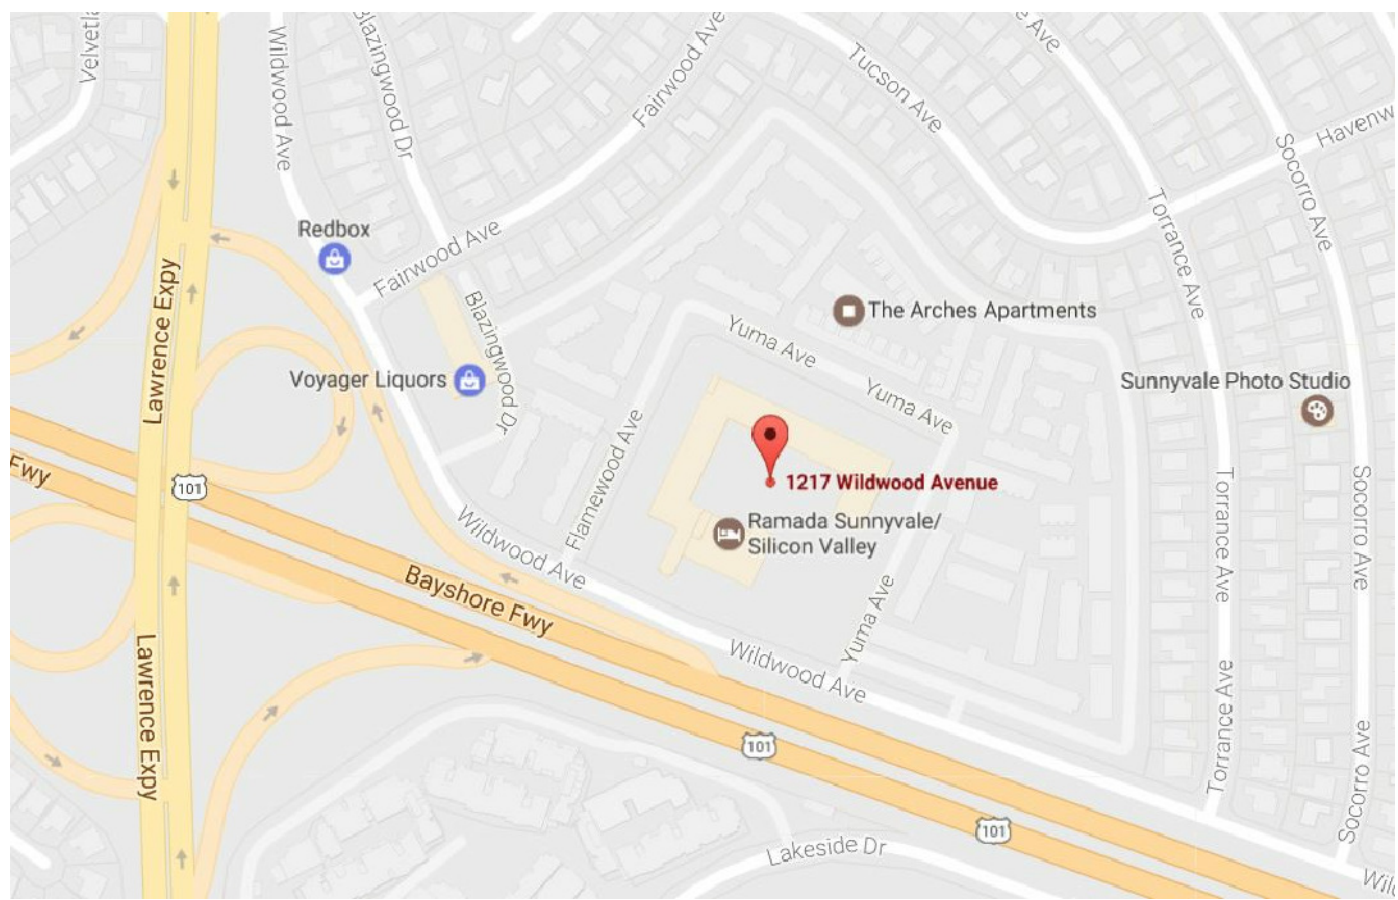 Velvetla
Wildwood Ave
Blazingwood Dr
Fairwood Ave
e Ave
Tucson Ave
Havenw
Socorro Ave
Torrance Ave
Redbox
Fairwood Ave
Lawrence Expy
Blazingwood Dr
The Arches Apartments
Yuma Ave
Voyager Liquors
Yuma Ave
Sunnyvale Photo Studio
Flamewood Ave
Fwy
101
1217 Wildwood Avenue
Torrance Ave
Socorro Ave
Wildwood Ave
Ramada Sunnyvale/
Silicon Valley
Bayshore Fwy
Yuma Ave
Lawrence Expy
Wildwood Ave
Torrance Ave
101
Socorro Ave
101
Lakeside Dr
Wild